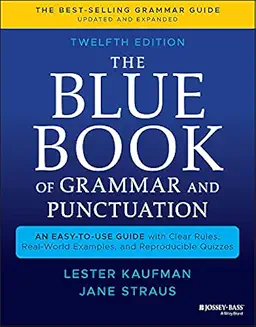 THE BEST-SELLING GRAMMAR GUIDE
UPDATED AND EXPANDED
TWELFTH EDITION
THE
BLUE
BOOK
OF GRAMMAR AND
PUNCTUATION
AN EASY-TO-USE GUIDE with Clear Rules,
Real-World Examples, and Reproducible Quizzes
LESTER KAUFMAN
JANE STRAUS
JOSSEY-BASS
A Wiley Brand